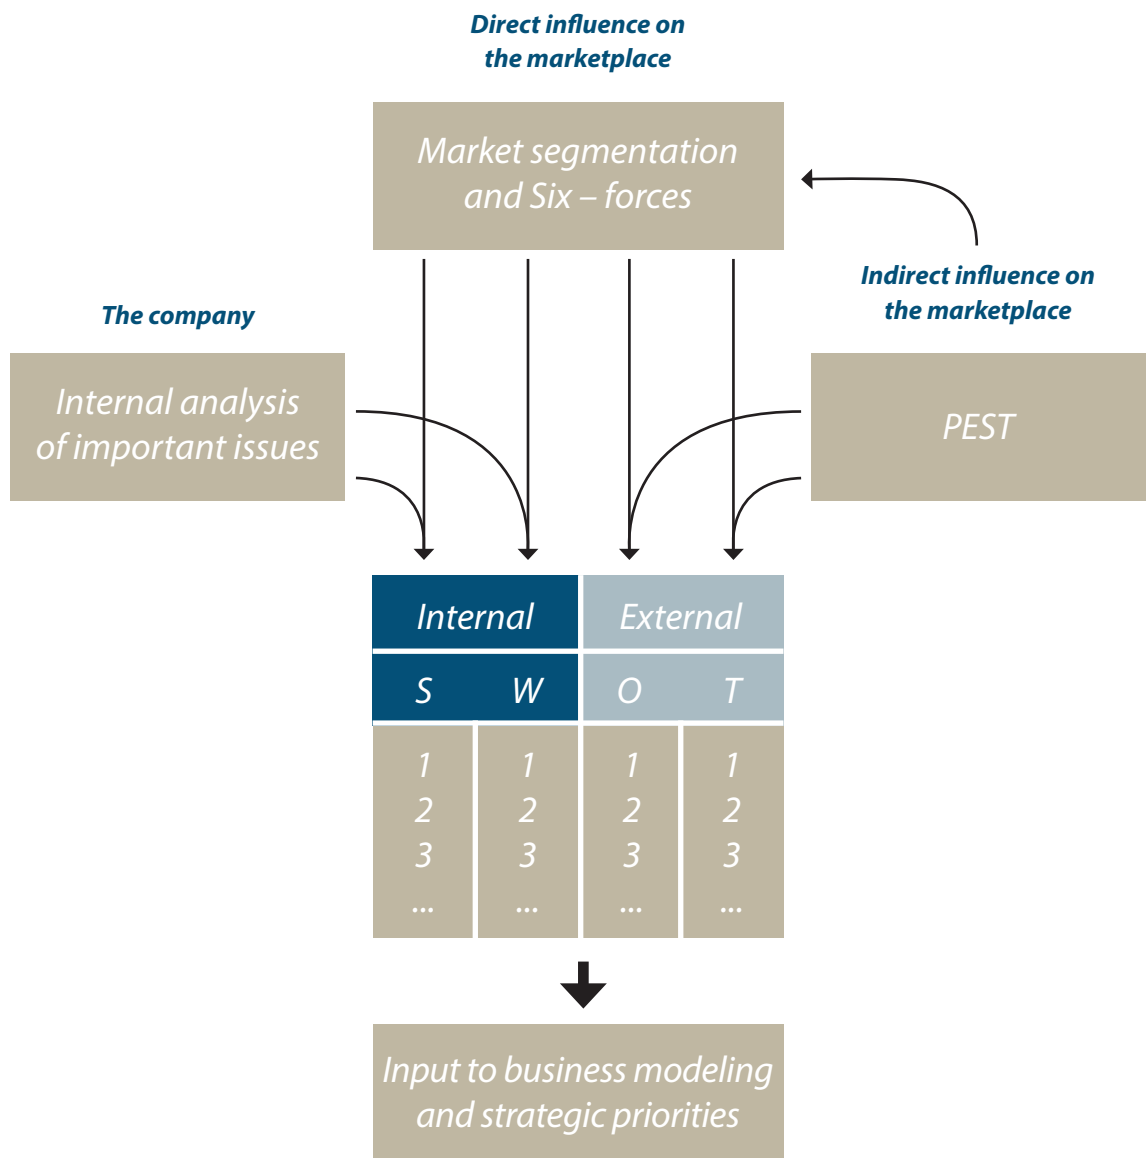 Direct influence on
the marketplace
Market segmentation
and Six – forces
Indirect influence on
the marketplace
The company
Internal analysis
of important issues
PEST
Internal External
S W O T
1 1 1 1
2 2 2 2
3 3 3 3
... ... ... ...
Input to business modeling
and strategic priorities